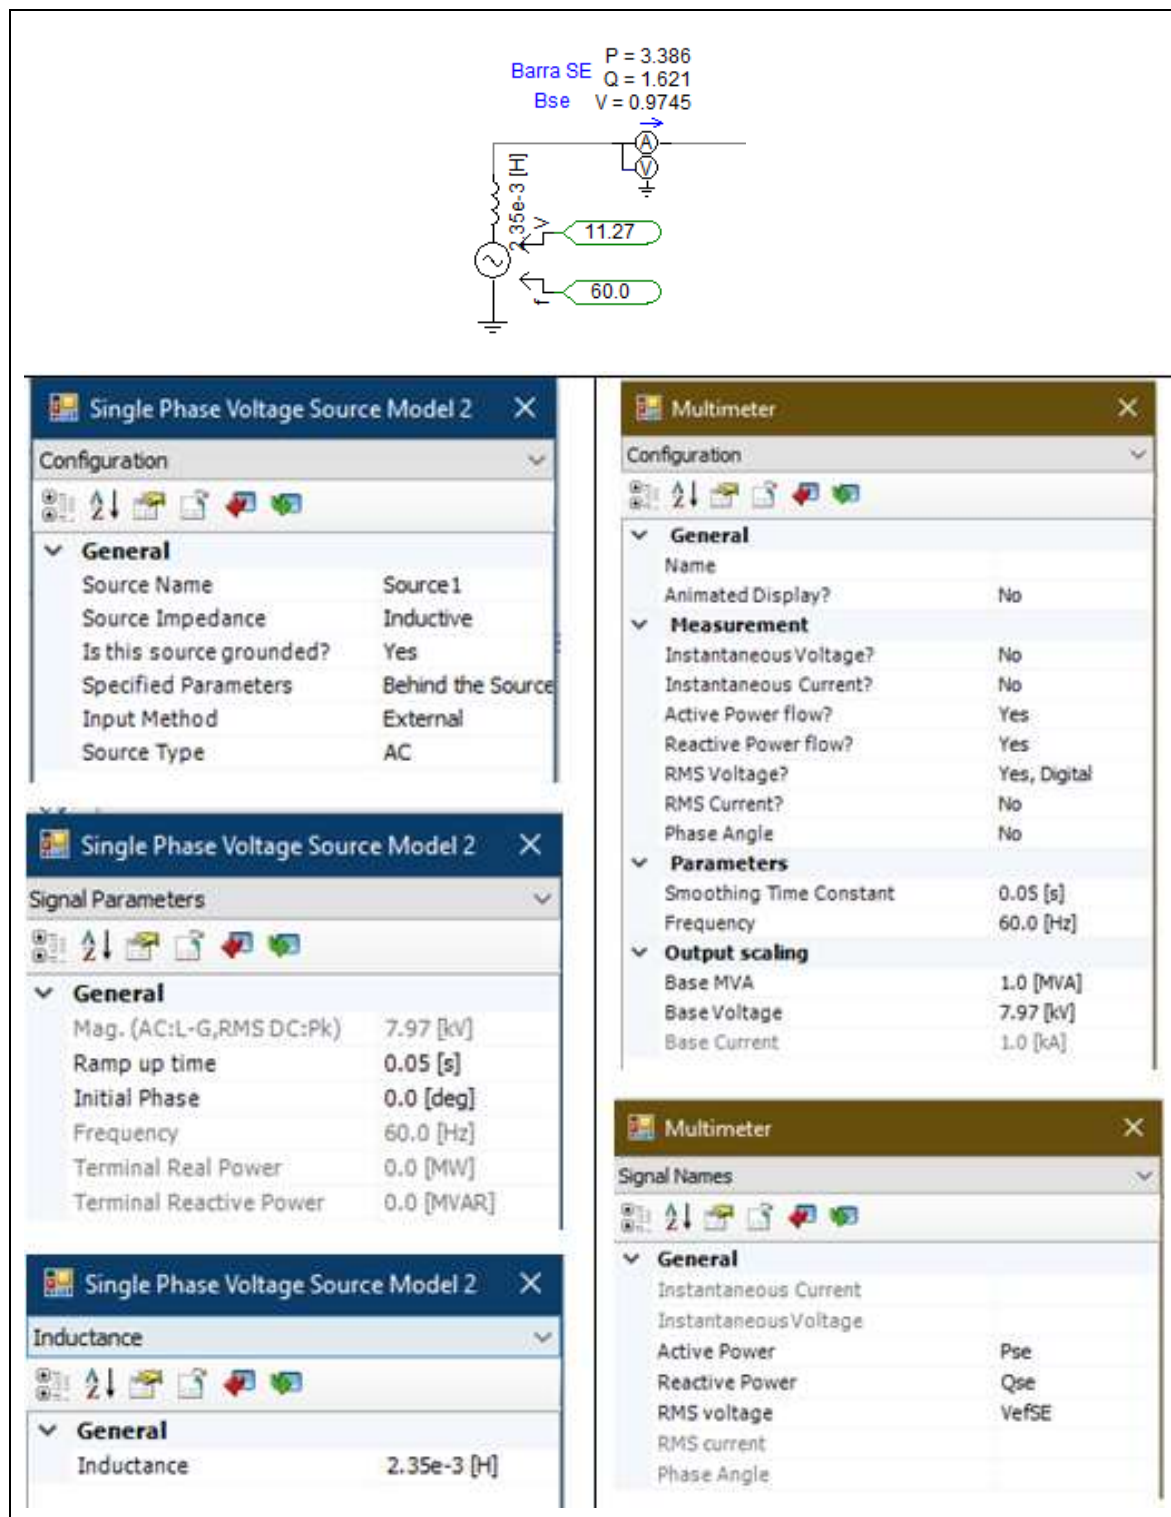 Barra SE
Bse
P = 3.386
Q = 1.621
V = 0.9745
A
V
2.35e-3 [H]
V
11.27
f
60.0
Single Phase Voltage Source Model 2
Configuration
General
Source Name Source1
Source Impedance Inductive
Is this source grounded? Yes
Specified Parameters Behind the Source
Input Method External
Source Type AC
Single Phase Voltage Source Model 2
Signal Parameters
General
Mag. (AC:L-G,RMS DC:Pk) 7.97 [kV]
Ramp up time 0.05 [s]
Initial Phase 0.0 [deg]
Frequency 60.0 [Hz]
Terminal Real Power 0.0 [MW]
Terminal Reactive Power 0.0 [MVAR]
Single Phase Voltage Source Model 2
Inductance
General
Inductance 2.35e-3 [H]
Multimeter
Configuration
General
Name
Animated Display? No
Measurement
Instantaneous Voltage? No
Instantaneous Current? No
Active Power flow? Yes
Reactive Power flow? Yes
RMS Voltage? Yes, Digital
RMS Current? No
Phase Angle No
Parameters
Smoothing Time Constant 0.05 [s]
Frequency 60.0 [Hz]
Output scaling
Base MVA 1.0 [MVA]
Base Voltage 7.97 [kV]
Base Current 1.0 [kA]
Multimeter
Signal Names
General
Instantaneous Current
Instantaneous Voltage
Active Power Pse
Reactive Power Qse
RMS voltage VefSE
RMS current
Phase Angle